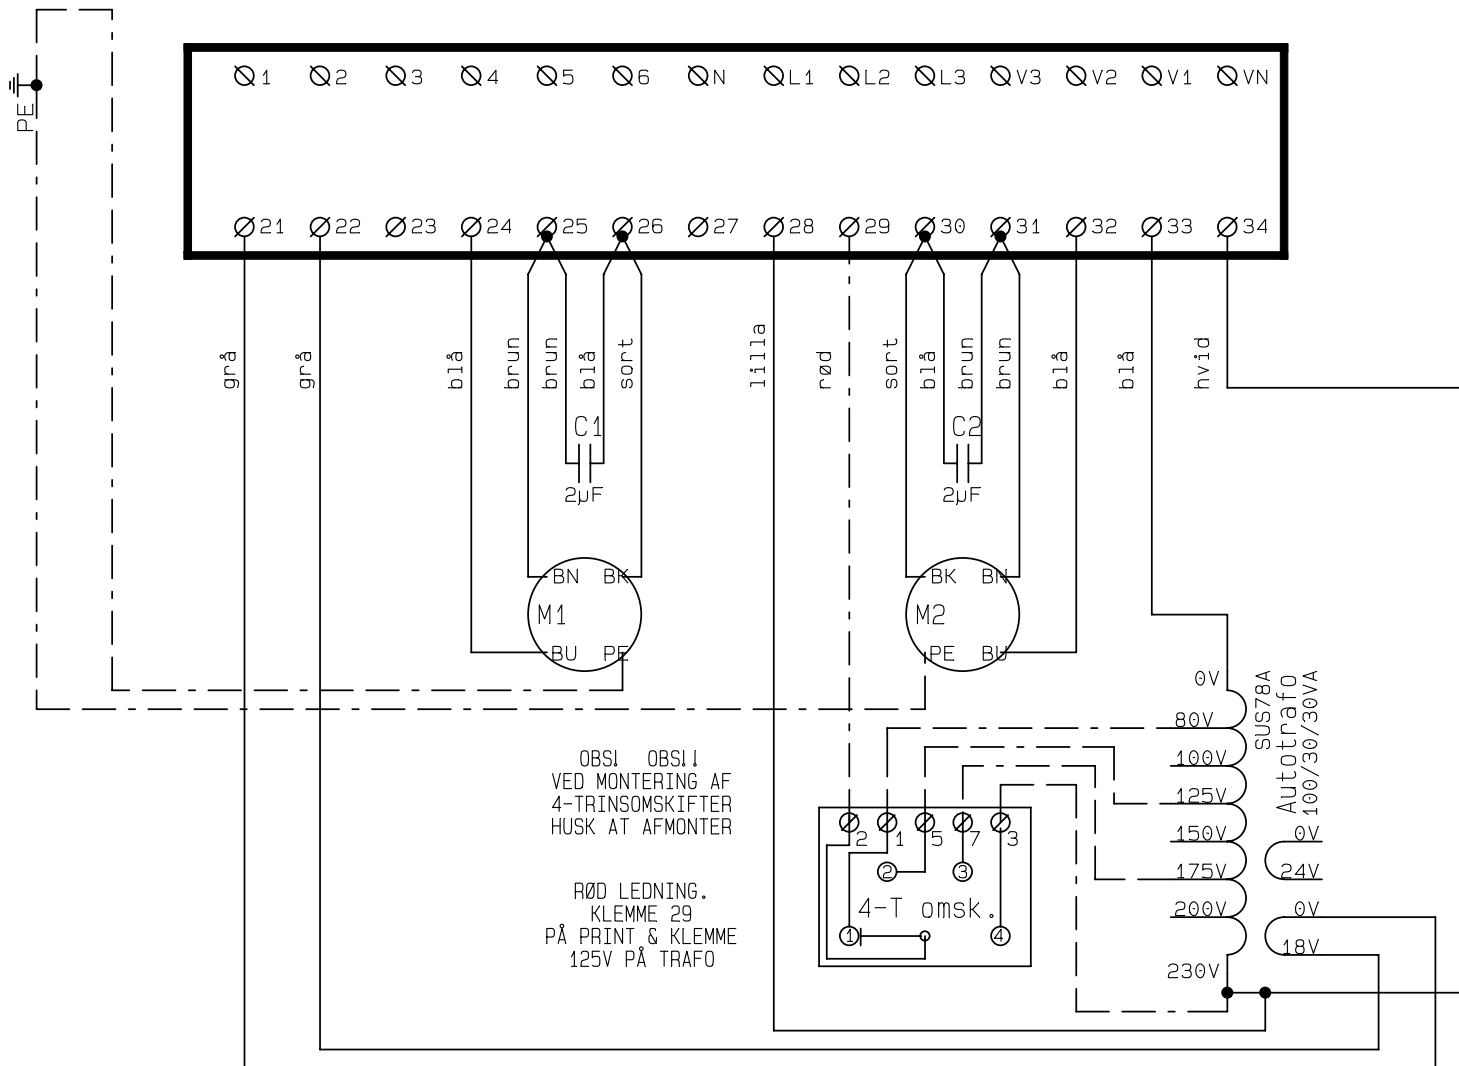 PE
1 2 3 4 5 6 N L1 L2 L3 V3 V2 V1 VN
21 22 23 24 25 26 27 28 29 30 31 32 33 34
grå grå blå brun brun blå sort lilla rød sort blå brun brun blå blå hvid
C1 C2
2µF 2µF
BN BK BK BN
M1 M2
BU PE PE BU
0V
80V
100V
125V
150V
175V
200V
230V
SUS78A
Autotrafo
100/30/30VA
0V
24V
0V
18V
OBS! OBS!!
VED MONTERING AF
4-TRINSOMSKIFTER
HUSK AT AFMONTER
RØD LEDNING.
KLEMME 29
PÅ PRINT & KLEMME
125V PÅ TRAFO
2 1 5 7 3
2 3
4-T omsk.
1 4